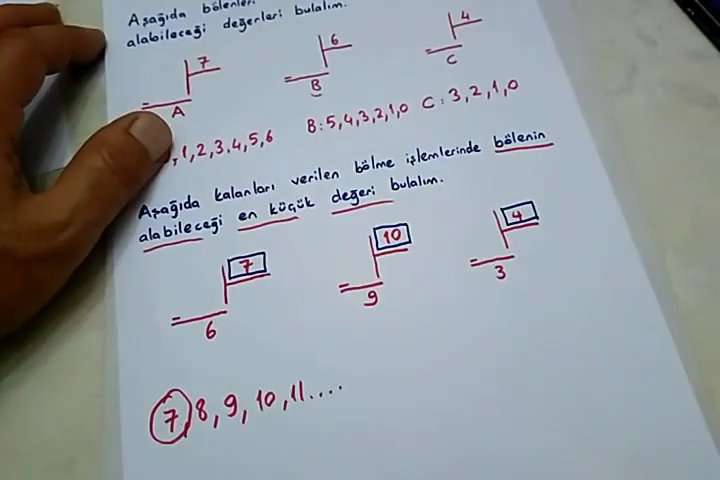 Aşağıda bölenleri
alabileceği değerleri bulalım.
7 6 4
A B C
,1,2,3,4,5,6 B:5,4,3,2,1,0 C:3,2,1,0
Aşağıda kalanları verilen bölme işlemlerinde bölenin
alabileceği en küçük değeri bulalım.
7 10 4
6 9 3
7,8,9,10,11....